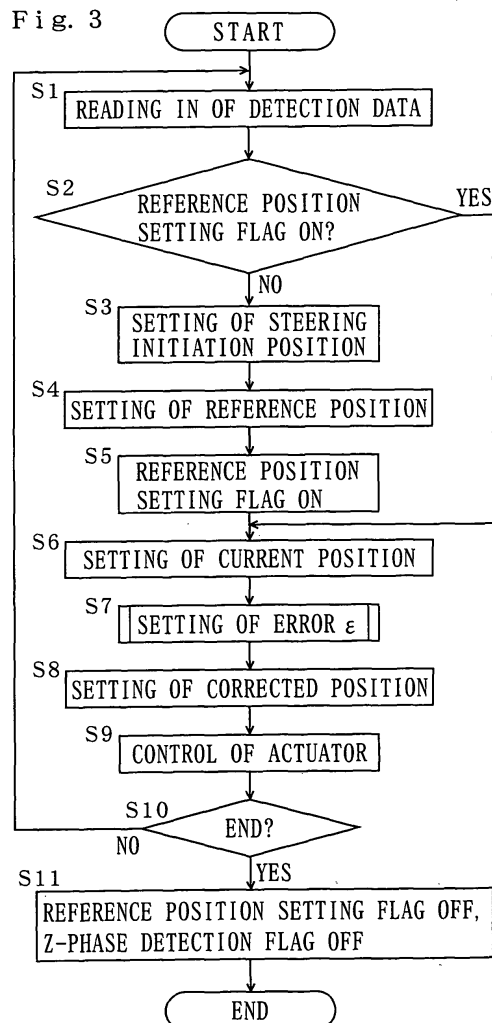 Fig. 3
START
S1
READING IN OF DETECTION DATA
S2
REFERENCE POSITION
SETTING FLAG ON?
YES
NO
S3
SETTING OF STEERING
INITIATION POSITION
S4
SETTING OF REFERENCE POSITION
S5
REFERENCE POSITION
SETTING FLAG ON
S6
SETTING OF CURRENT POSITION
S7
SETTING OF ERROR ε
S8
SETTING OF CORRECTED POSITION
S9
CONTROL OF ACTUATOR
S10
END?
NO
YES
S11
REFERENCE POSITION SETTING FLAG OFF,
Z-PHASE DETECTION FLAG OFF
END